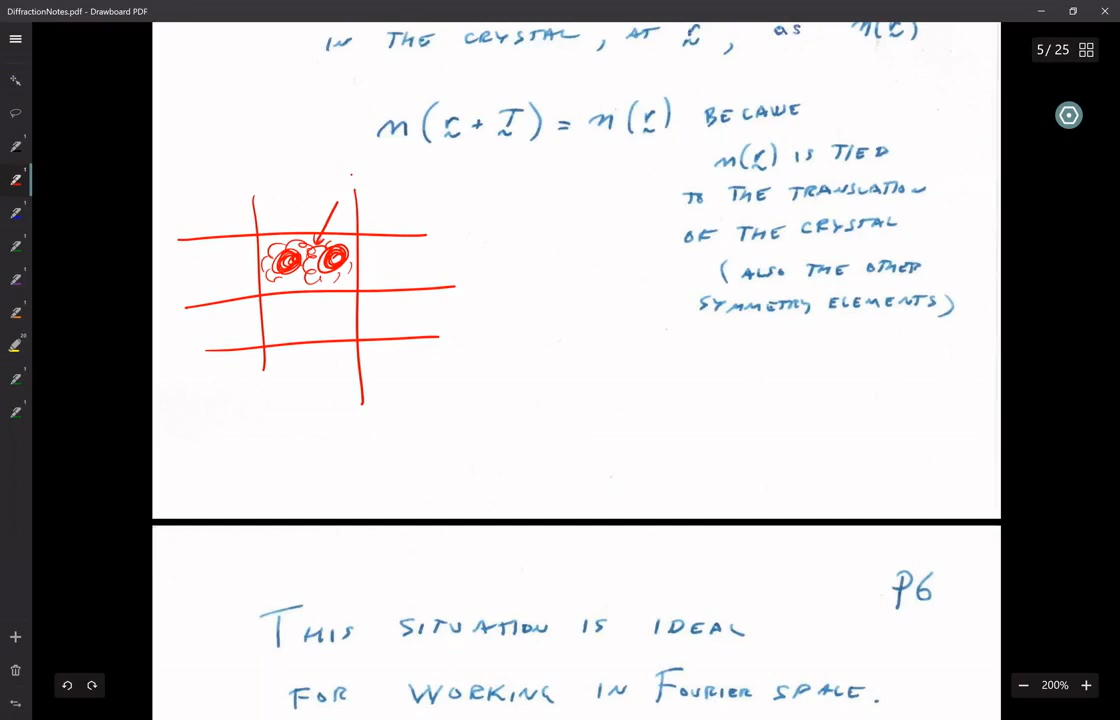 DiffractionNotes.pdf - Drawboard PDF
5/25
IN THE CRYSTAL, AT r, as n(r)
n(r + T) = n(r) BECAUSE
n(r) IS TIED
TO THE TRANSLATION
OF THE CRYSTAL
(ALSO THE OTHER
SYMMETRY ELEMENTS)
P6
THIS SITUATION IS IDEAL
FOR WORKING IN FOURIER SPACE.
200%